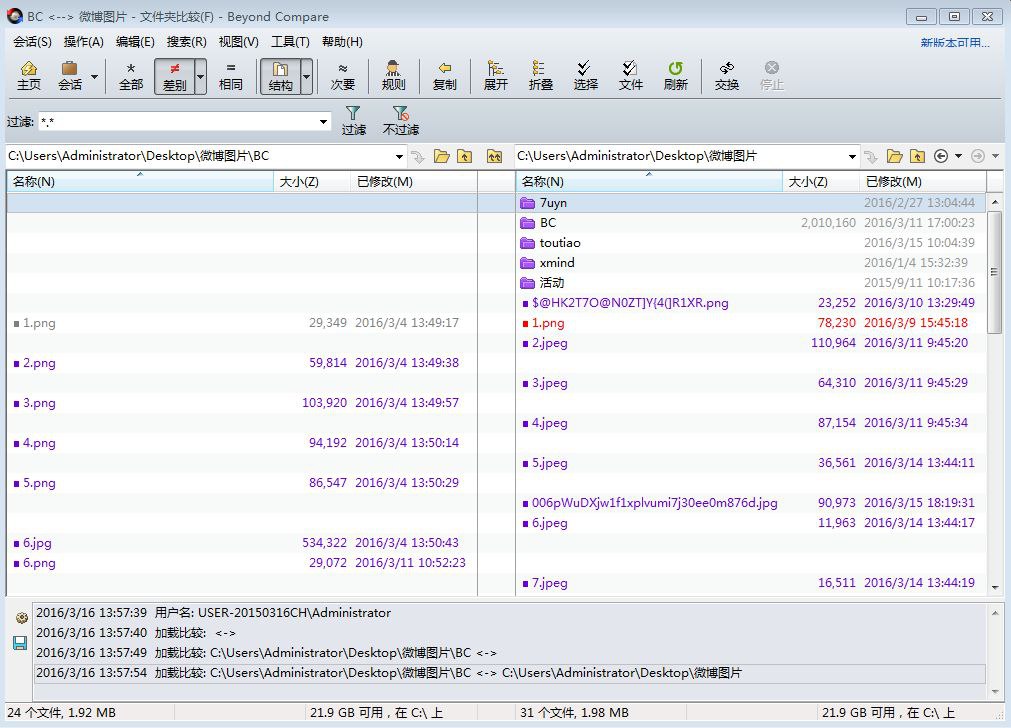 BC <--> 微博图片 - 文件夹比较(F) - Beyond Compare
会话(S) 操作(A) 编辑(E) 搜索(R) 视图(V) 工具(T) 帮助(H) 新版本可用...
主页 会话 全部 差别 相同 结构 次要 规则 复制 展开 折叠 选择 文件 刷新 交换 停止
过滤: *.* 过滤 不过滤
C:\Users\Administrator\Desktop\微博图片\BC C:\Users\Administrator\Desktop\微博图片
名称(N) 大小(Z) 已修改(M) 名称(N) 大小(Z) 已修改(M)
7uyn 2016/2/27 13:04:44
BC 2,010,160 2016/3/11 17:00:23
toutiao 2016/3/15 10:04:39
xmind 2016/1/4 15:32:39
活动 2015/9/11 10:17:36
$@HK2T7O@N0ZT]Y{4(]R1XR.png 23,252 2016/3/10 13:29:49
1.png 29,349 2016/3/4 13:49:17 1.png 78,230 2016/3/9 15:45:18
2.jpeg 110,964 2016/3/11 9:45:20
2.png 59,814 2016/3/4 13:49:38
3.jpeg 64,310 2016/3/11 9:45:29
3.png 103,920 2016/3/4 13:49:57
4.jpeg 87,154 2016/3/11 9:45:34
4.png 94,192 2016/3/4 13:50:14
5.jpeg 36,561 2016/3/14 13:44:11
5.png 86,547 2016/3/4 13:50:29
006pWuDXjw1f1xplvumi7j30ee0m876d.jpg 90,973 2016/3/15 18:19:31
6.jpeg 11,963 2016/3/14 13:44:17
6.jpg 534,322 2016/3/4 13:50:43
6.png 29,072 2016/3/11 10:52:23
7.jpeg 16,511 2016/3/14 13:44:19
2016/3/16 13:57:39 用户名: USER-20150316CH\Administrator
2016/3/16 13:57:40 加载比较: <->
2016/3/16 13:57:49 加载比较: C:\Users\Administrator\Desktop\微博图片\BC <->
2016/3/16 13:57:54 加载比较: C:\Users\Administrator\Desktop\微博图片\BC <-> C:\Users\Administrator\Desktop\微博图片
24 个文件, 1.92 MB 21.9 GB 可用，在 C:\ 上 31 个文件, 1.98 MB 21.9 GB 可用，在 C:\ 上